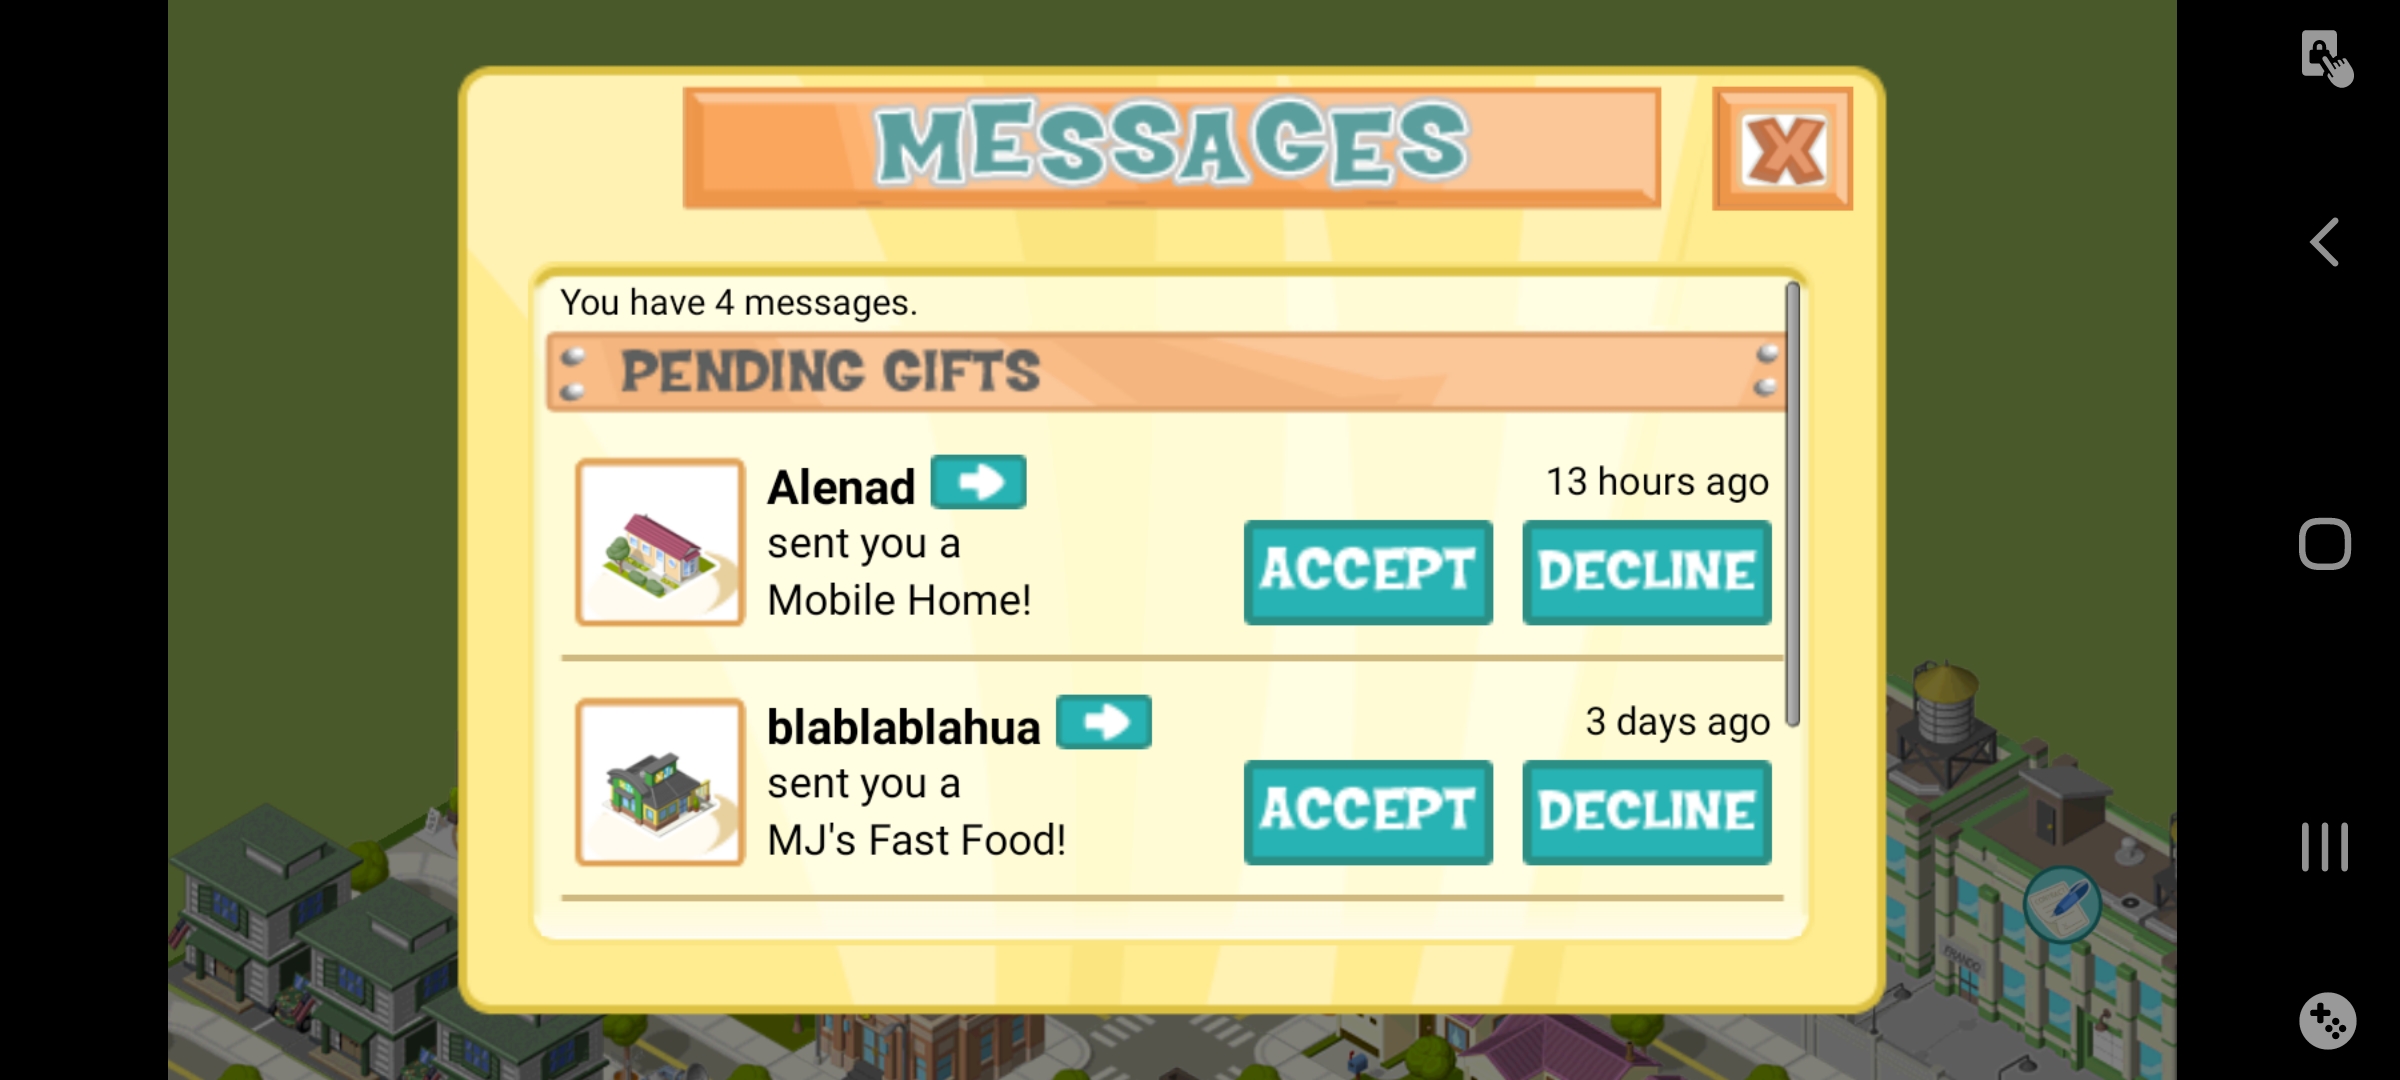 MESSAGES
X
You have 4 messages.
PENDING GIFTS
Alenad
13 hours ago
sent you a
Mobile Home!
ACCEPT
DECLINE
blablablahua
3 days ago
sent you a
MJ's Fast Food!
ACCEPT
DECLINE